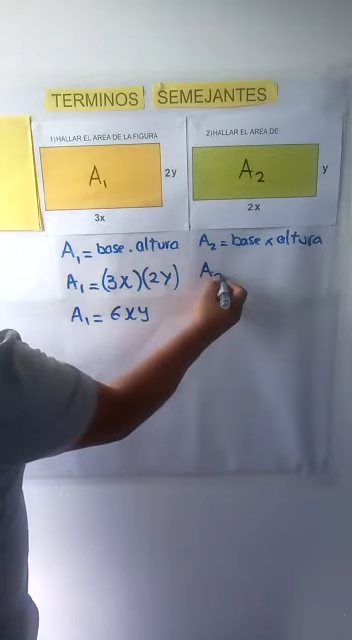 TERMINOS SEMEJANTES
1)HALLAR EL AREA DE LA FIGURA
A₁
2y
3x
2)HALLAR EL AREA DE
A₂
y
2x
A₁ = base . altura
A₁ = (3x)(2y)
A₁ = 6xy
A₂ = base x altura
A₂